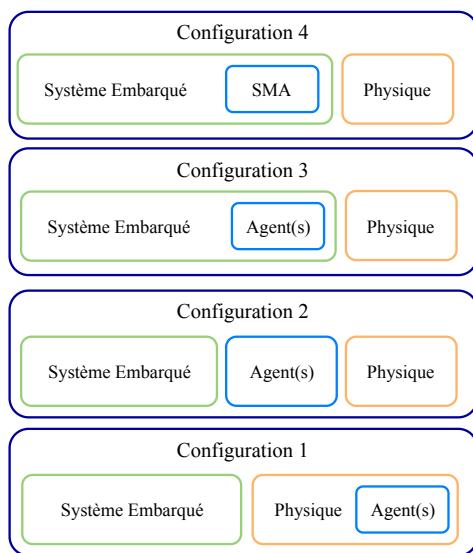 Configuration 4
Système Embarqué SMA Physique
Configuration 3
Système Embarqué Agent(s) Physique
Configuration 2
Système Embarqué Agent(s) Physique
Configuration 1
Système Embarqué Physique Agent(s)